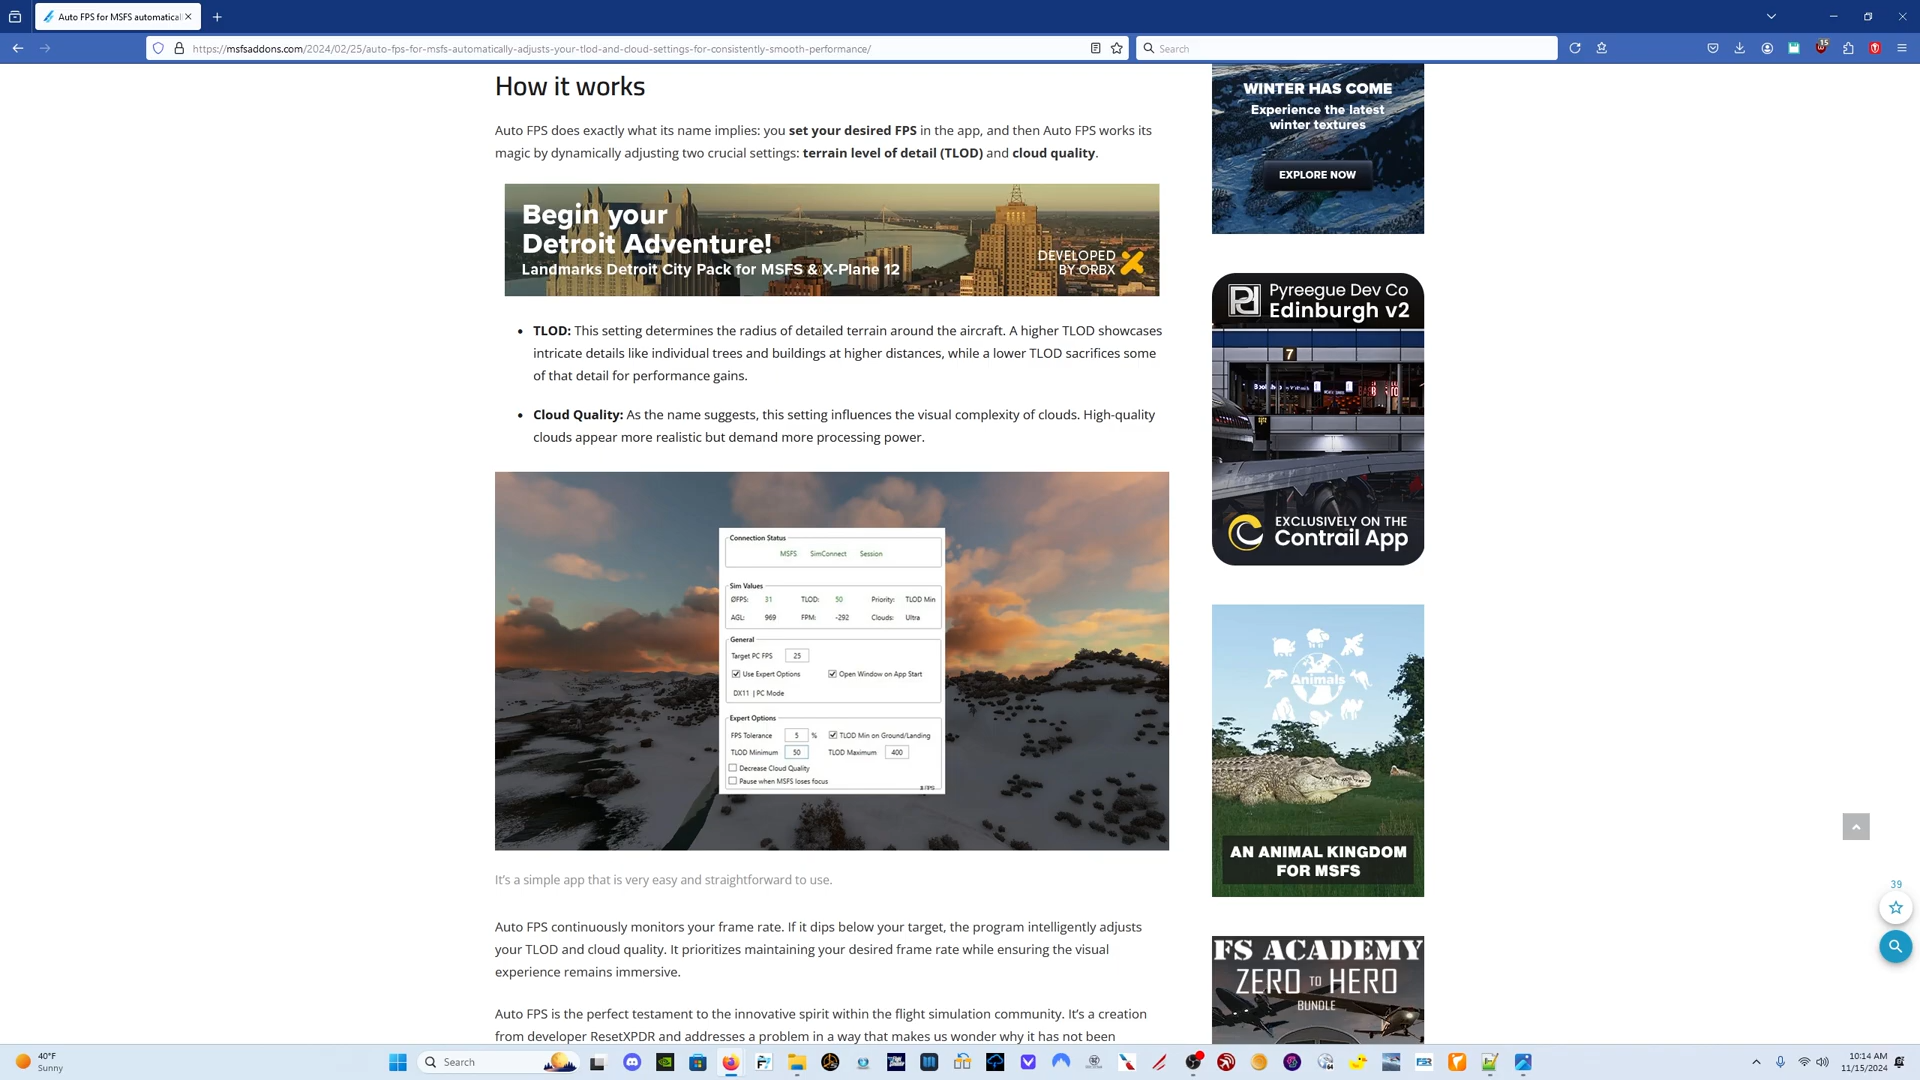 Auto FPS for MSFS automatical
https://msfsaddons.com/2024/02/25/auto-fps-for-msfs-automatically-adjusts-your-tlod-and-cloud-settings-for-consistently-smooth-performance/
Search
15
How it works
Auto FPS does exactly what its name implies: you set your desired FPS in the app, and then Auto FPS works its
magic by dynamically adjusting two crucial settings: terrain level of detail (TLOD) and cloud quality.
Begin your
Detroit Adventure!
Landmarks Detroit City Pack for MSFS & X-Plane 12
DEVELOPED
BY ORBX
• TLOD: This setting determines the radius of detailed terrain around the aircraft. A higher TLOD showcases
intricate details like individual trees and buildings at higher distances, while a lower TLOD sacrifices some
of that detail for performance gains.
• Cloud Quality: As the name suggests, this setting influences the visual complexity of clouds. High-quality
clouds appear more realistic but demand more processing power.
Connection Status
MSFS SimConnect Session
Sim Values
ØFPS: 31 TLOD: 50 Priority: TLOD Min
AGL: 969 FPM: -292 Clouds: Ultra
General
Target PC FPS 25
Use Expert Options Open Window on App Start
DX11 | PC Mode
Expert Options
FPS Tolerance 5 % TLOD Min on Ground/Landing
TLOD Minimum 50 TLOD Maximum 400
Decrease Cloud Quality
Pause when MSFS loses focus
It's a simple app that is very easy and straightforward to use.
Auto FPS continuously monitors your frame rate. If it dips below your target, the program intelligently adjusts
your TLOD and cloud quality. It prioritizes maintaining your desired frame rate while ensuring the visual
experience remains immersive.
Auto FPS is the perfect testament to the innovative spirit within the flight simulation community. It's a creation
from developer ResetXPDR and addresses a problem in a way that makes us wonder why it has not been
WINTER HAS COME
Experience the latest
winter textures
EXPLORE NOW
Pyreegue Dev Co
Edinburgh v2
7
EXCLUSIVELY ON THE
Contrail App
Animals
AN ANIMAL KINGDOM
FOR MSFS
FS ACADEMY
ZERO TO HERO
BUNDLE
39
40°F
Sunny
Search
10:14 AM
11/15/2024